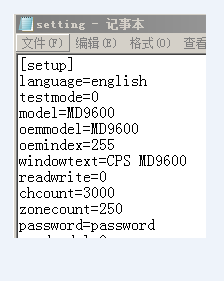 setting - 记事本
文件(F) 编辑(E) 格式(O) 查看
[setup]
language=english
testmode=0
model=MD9600
oemmodel=MD9600
oemindex=255
windowtext=CPS MD9600
readwrite=0
chcount=3000
zonecount=250
password=password